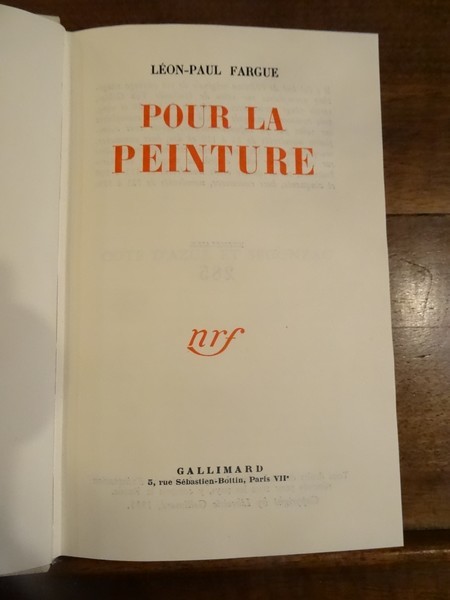 LÉON-PAUL FARGUE
POUR LA
PEINTURE
nrf
GALLIMARD
5, rue Sébastien-Bottin, Paris VIIᵉ